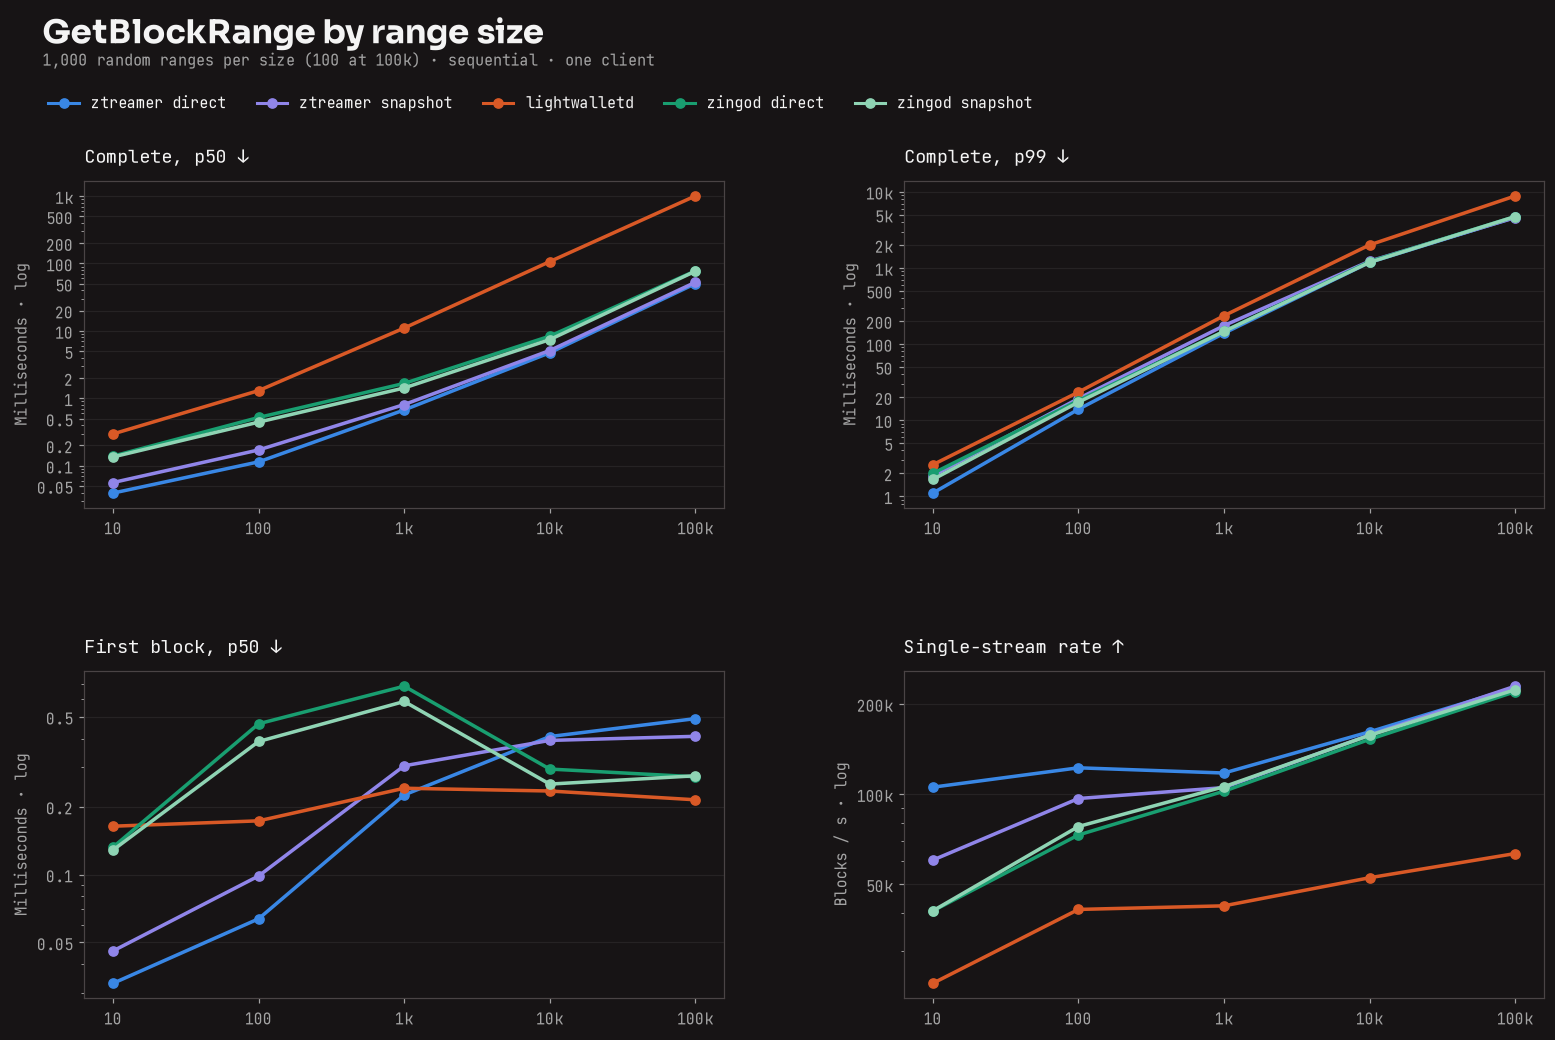 GetBlockRange by range size
1,000 random ranges per size (100 at 100k) · sequential · one client
ztreamer direct ztreamer snapshot lightwalletd zingod direct zingod snapshot
Complete, p50 ↓
Milliseconds · log
1k
500
200
100
50
20
10
5
2
1
0.5
0.2
0.1
0.05
10 100 1k 10k 100k
Complete, p99 ↓
Milliseconds · log
10k
5k
2k
1k
500
200
100
50
20
10
5
2
1
10 100 1k 10k 100k
First block, p50 ↓
Milliseconds · log
0.5
0.2
0.1
0.05
10 100 1k 10k 100k
Single-stream rate ↑
Blocks / s · log
200k
100k
50k
10 100 1k 10k 100k